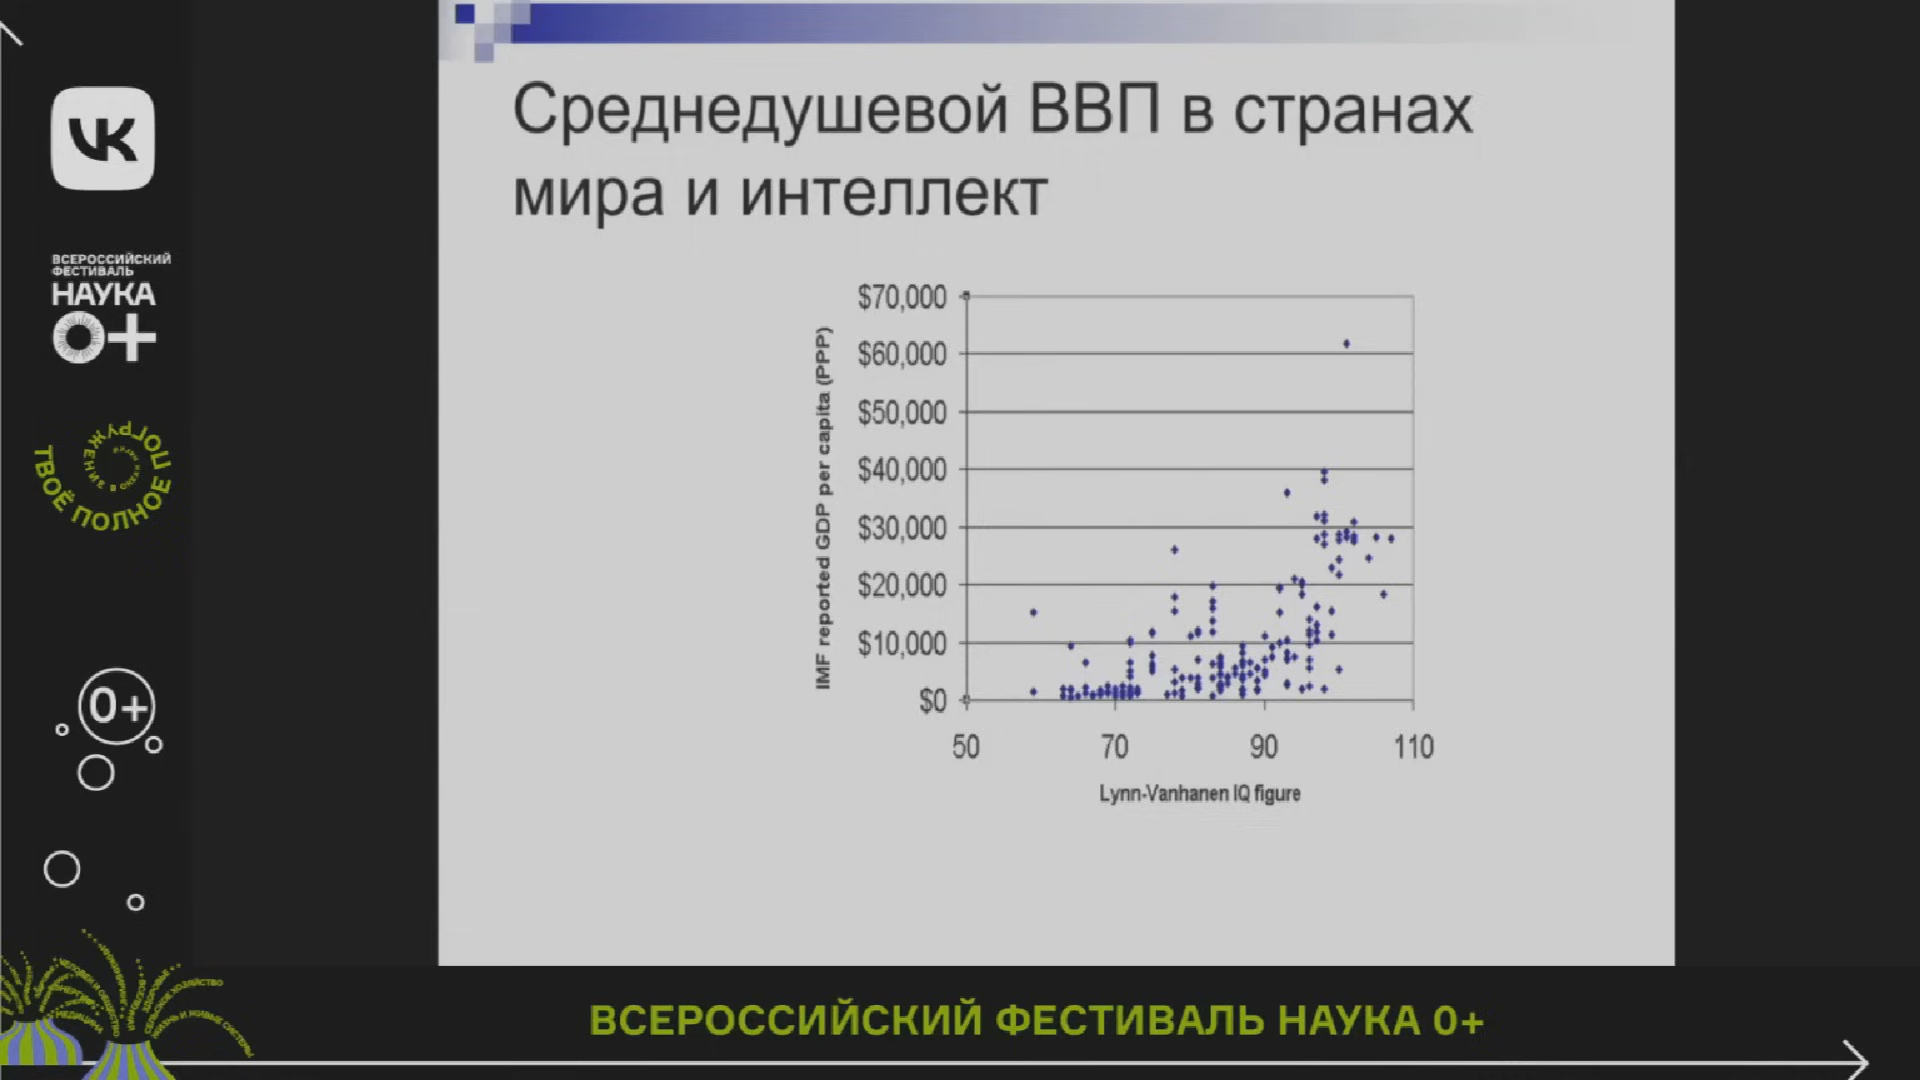 VK
ВСЕРОССИЙСКИЙ
ФЕСТИВАЛЬ
НАУКА
0+
ТВОЁ ПОЛНОЕ ПОГРУЖЕНИЕ
0+
Среднедушевой ВВП в странах
мира и интеллект
IMF reported GDP per capita (PPP)
$70,000
$60,000
$50,000
$40,000
$30,000
$20,000
$10,000
$0
50 70 90 110
Lynn-Vanhanen IQ figure
ВСЕРОССИЙСКИЙ ФЕСТИВАЛЬ НАУКА 0+